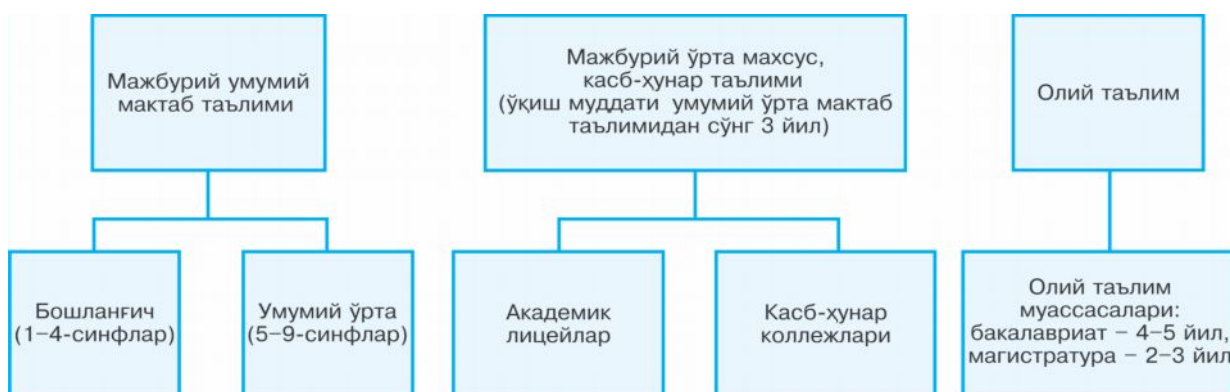 Мажбурий умумий
мактаб таълими
Мажбурий ўрта махсус,
касб-ҳунар таълими
(ўқиш муддати умумий ўрта мактаб
таълимидан сўнг 3 йил)
Олий таълим
Бошланғич
(1–4-синфлар)
Умумий ўрта
(5–9-синфлар)
Академик
лицейлар
Касб-ҳунар
коллежлари
Олий таълим
муассасалари:
бакалавриат – 4–5 йил,
магистратура – 2–3 йил